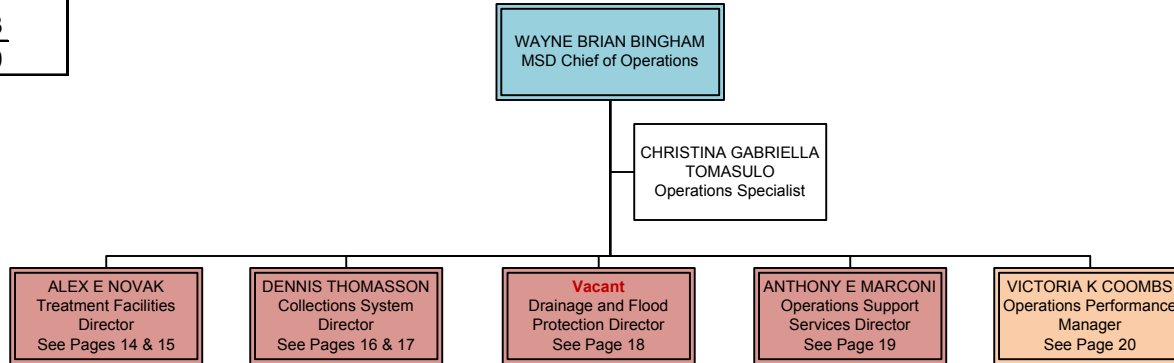 WAYNE BRIAN BINGHAM
MSD Chief of Operations
CHRISTINA GABRIELLA
TOMASULO
Operations Specialist
ALEX E NOVAK
Treatment Facilities
Director
See Pages 14 & 15
DENNIS THOMASSON
Collections System
Director
See Pages 16 & 17
Vacant
Drainage and Flood
Protection Director
See Page 18
ANTHONY E MARCONI
Operations Support
Services Director
See Page 19
VICTORIA K COOMBS
Operations Performance
Manager
See Page 20